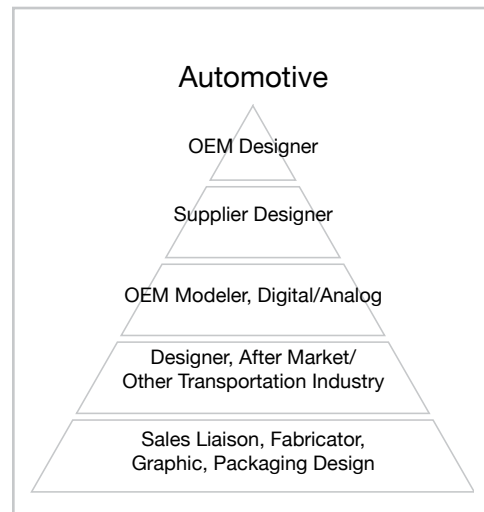 Automotive
OEM Designer
Supplier Designer
OEM Modeler, Digital/Analog
Designer, After Market/
Other Transportation Industry
Sales Liaison, Fabricator,
Graphic, Packaging Design